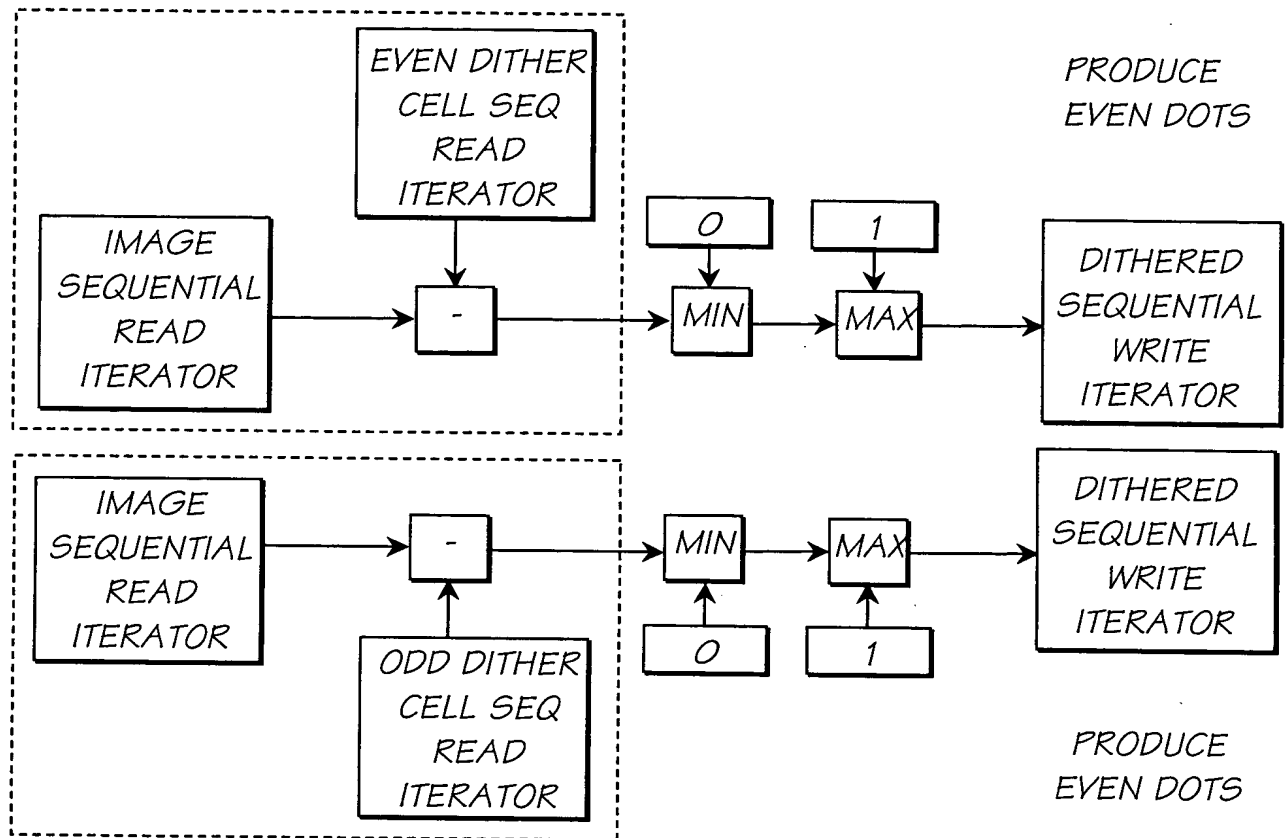 EVEN DITHER
CELL SEQ
READ
ITERATOR
PRODUCE
EVEN DOTS
IMAGE
SEQUENTIAL
READ
ITERATOR
-
0
MIN
1
MAX
DITHERED
SEQUENTIAL
WRITE
ITERATOR
IMAGE
SEQUENTIAL
READ
ITERATOR
-
ODD DITHER
CELL SEQ
READ
ITERATOR
MIN
0
MAX
1
DITHERED
SEQUENTIAL
WRITE
ITERATOR
PRODUCE
EVEN DOTS